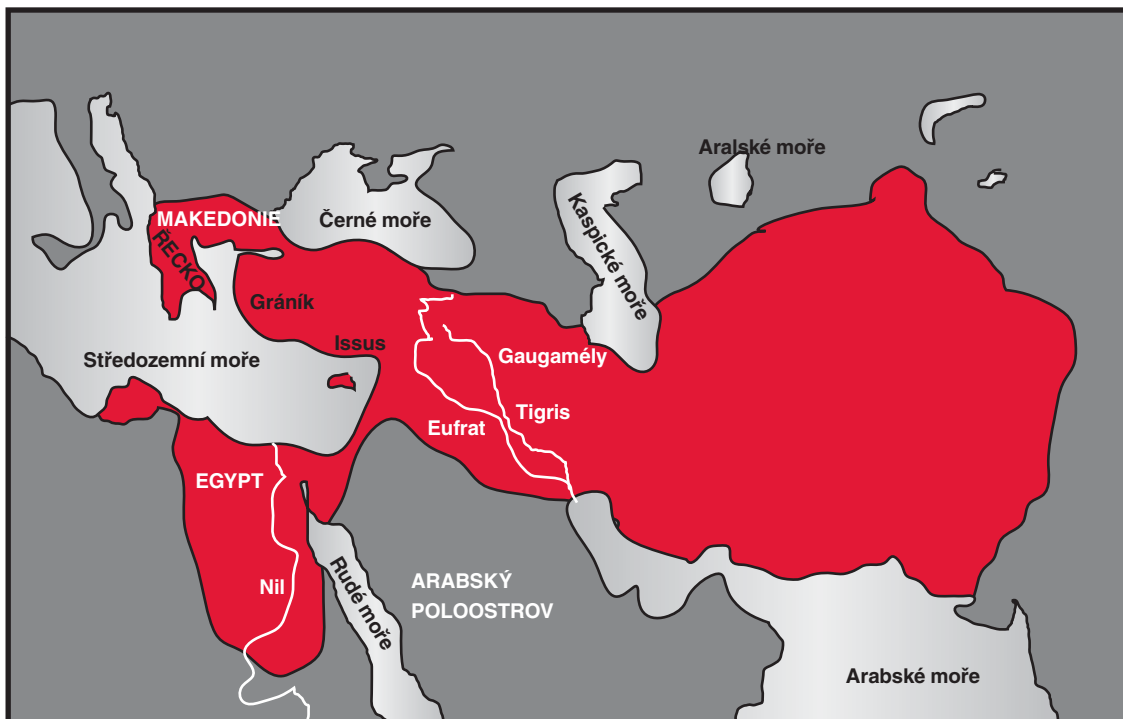 Aralské moře
MAKEDONIE
Černé moře
Kaspické moře
ŘECKO
Gráník
Issus
Středozemní moře
Gaugamély
Tigris
Eufrat
EGYPT
Nil
Rudé moře
ARABSKÝ
POLOOSTROV
Arabské moře